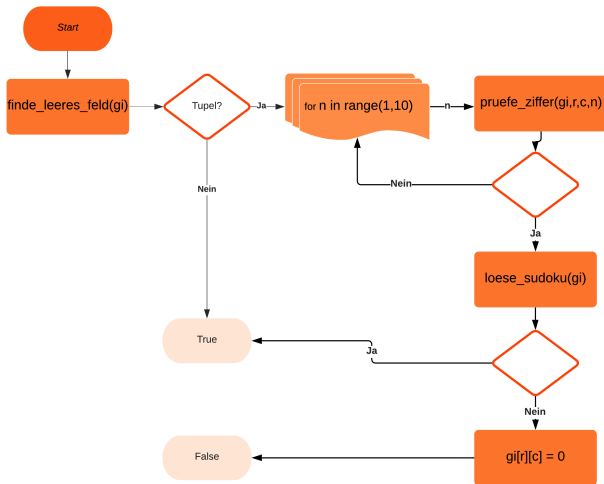 Start
finde_leeres_feld(gi)
Tupel?
Ja
for n in range(1,10)
n
pruefe_ziffer(gi,r,c,n)
Nein
Nein
Ja
loese_sudoku(gi)
True
Ja
Nein
False
gi[r][c] = 0